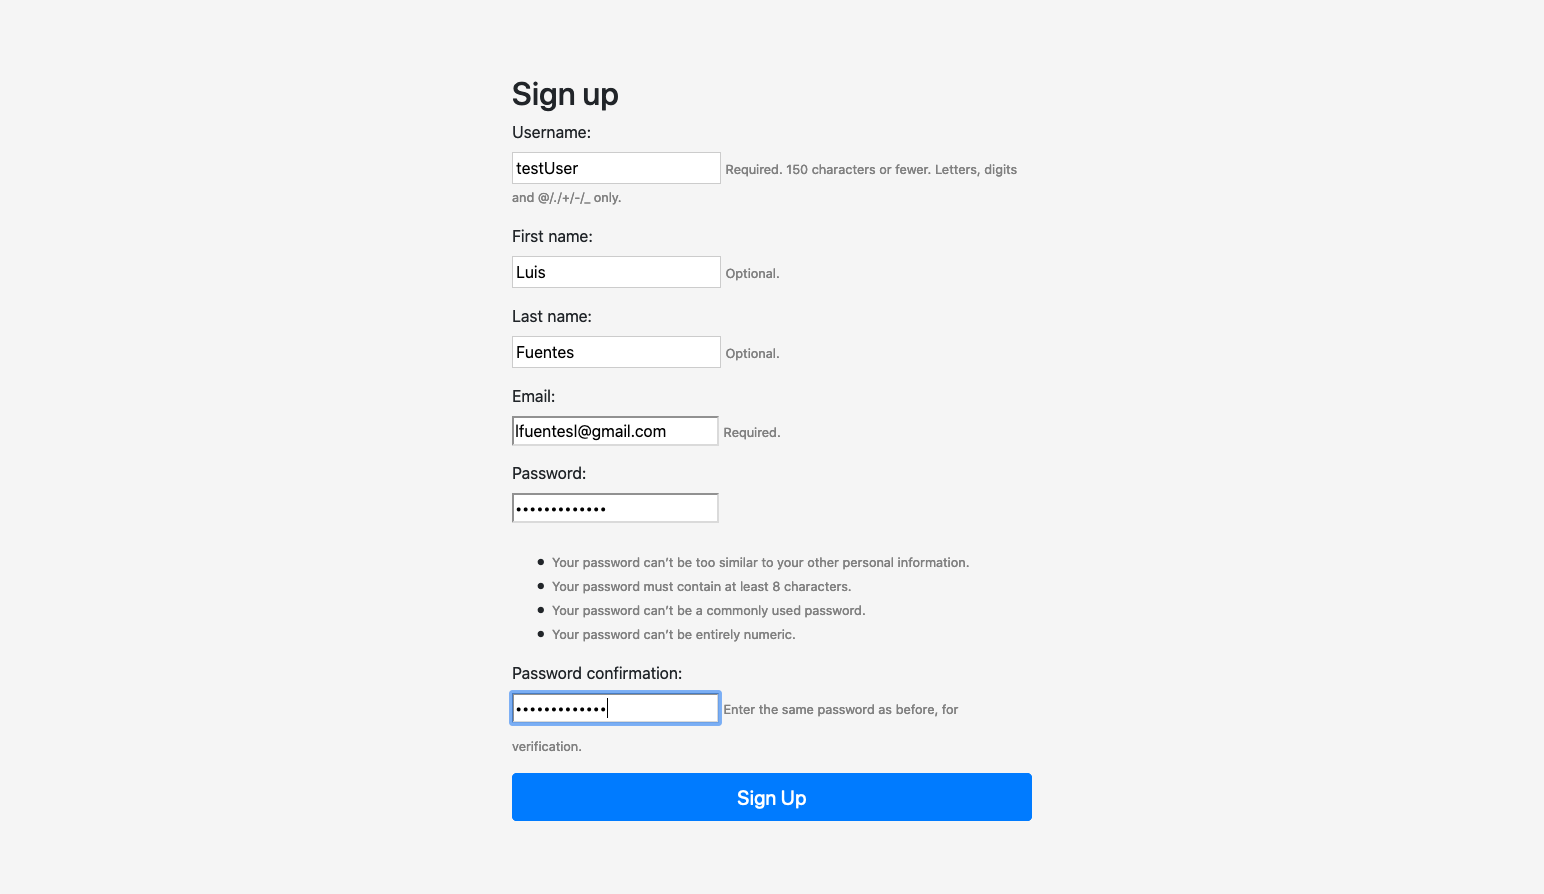 Sign up
Username:
testUser Required. 150 characters or fewer. Letters, digits
and @/./+/-/_ only.
First name:
Luis Optional.
Last name:
Fuentes Optional.
Email:
lfuentesl@gmail.com Required.
Password:
•••••••••••••
• Your password can’t be too similar to your other personal information.
• Your password must contain at least 8 characters.
• Your password can’t be a commonly used password.
• Your password can’t be entirely numeric.
Password confirmation:
••••••••••••• Enter the same password as before, for
verification.
Sign Up